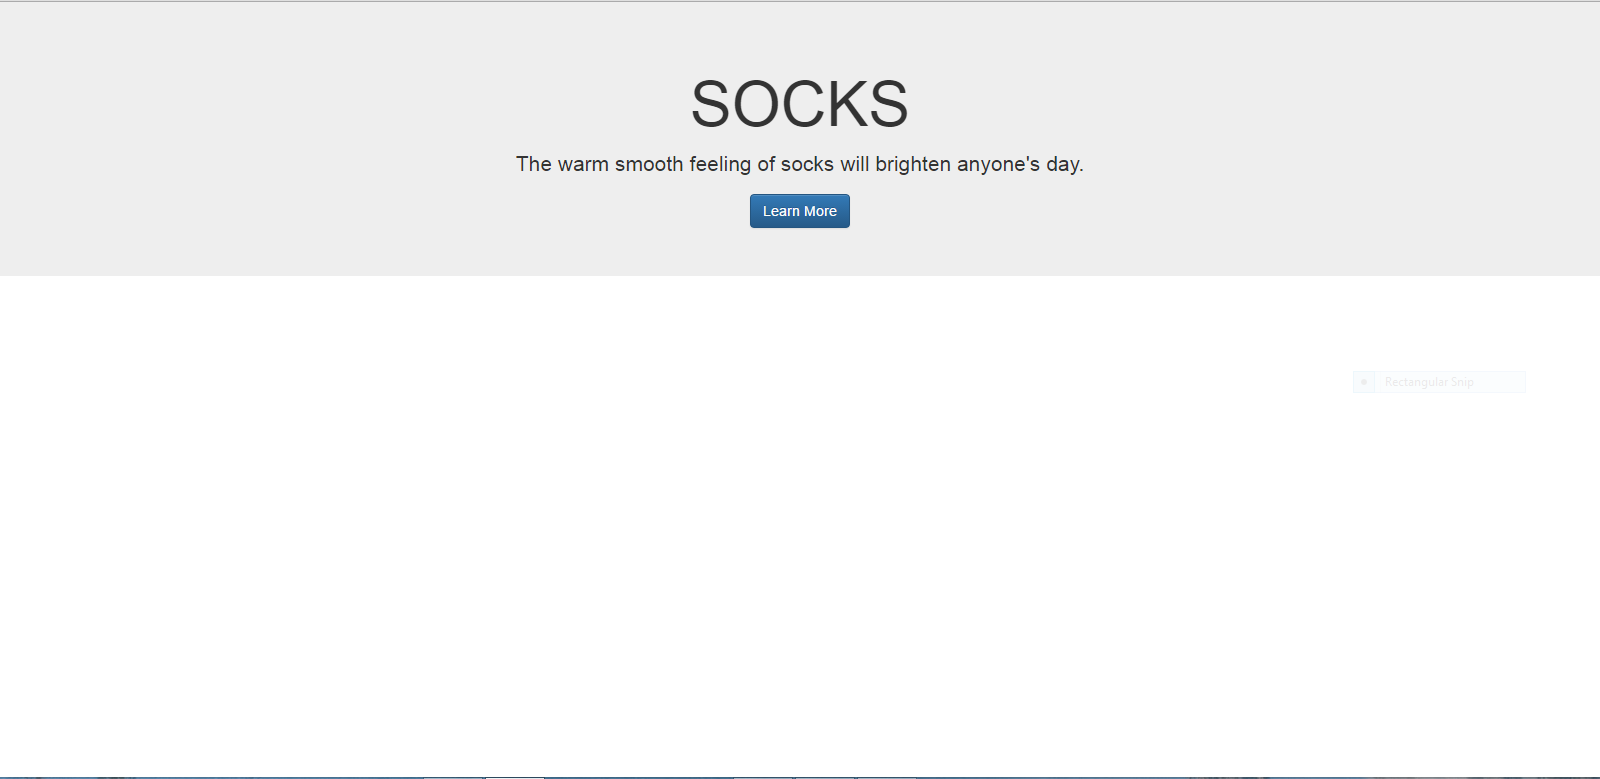 SOCKS
The warm smooth feeling of socks will brighten anyone's day.
Learn More
Rectangular Snip